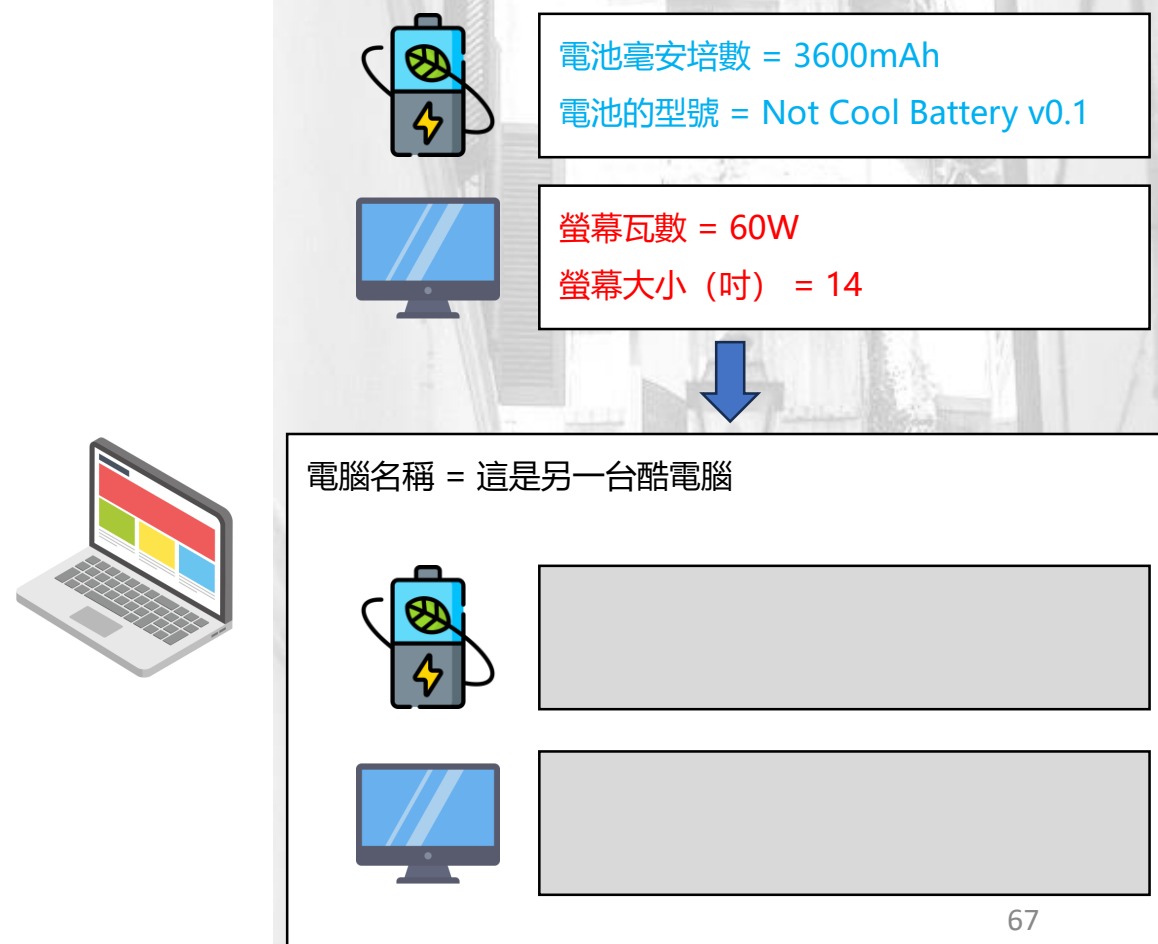 電池毫安培數 = 3600mAh
電池的型號 = Not Cool Battery v0.1
螢幕瓦數 = 60W
螢幕大小（吋） = 14
電腦名稱 = 這是另一台酷電腦
67